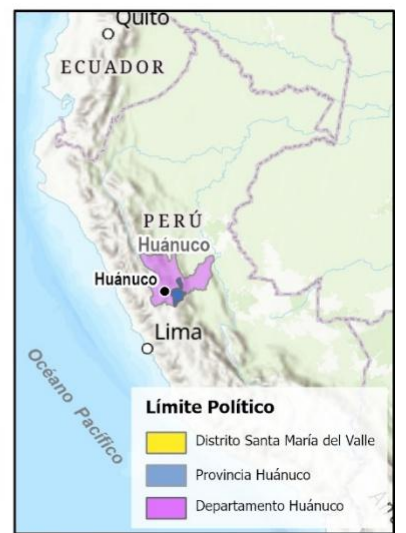 Quito
ECUADOR
PERÚ
Huánuco
Huánuco
Lima
Océano Pacífico
Límite Político
Distrito Santa María del Valle
Provincia Huánuco
Departamento Huánuco